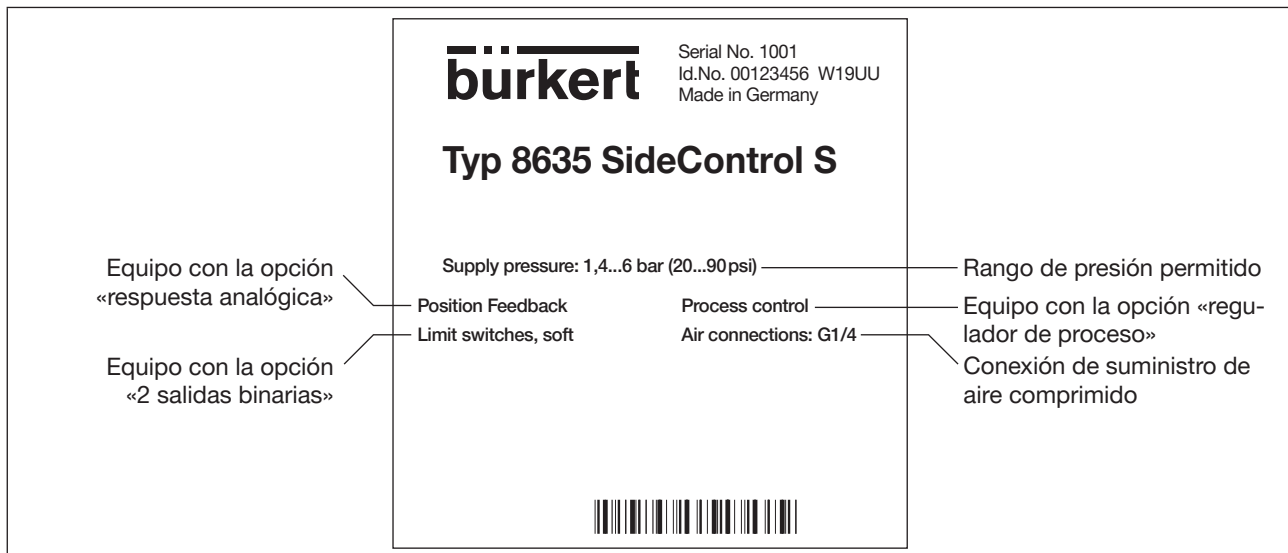 bürkert
Serial No. 1001
Id.No. 00123456 W19UU
Made in Germany
Typ 8635 SideControl S
Supply pressure: 1,4...6 bar (20...90 psi)
Position Feedback
Process control
Limit switches, soft
Air connections: G1/4
Equipo con la opción
«respuesta analógica»
Equipo con la opción
«2 salidas binarias»
Rango de presión permitido
Equipo con la opción «regu-
lador de proceso»
Conexión de suministro de
aire comprimido